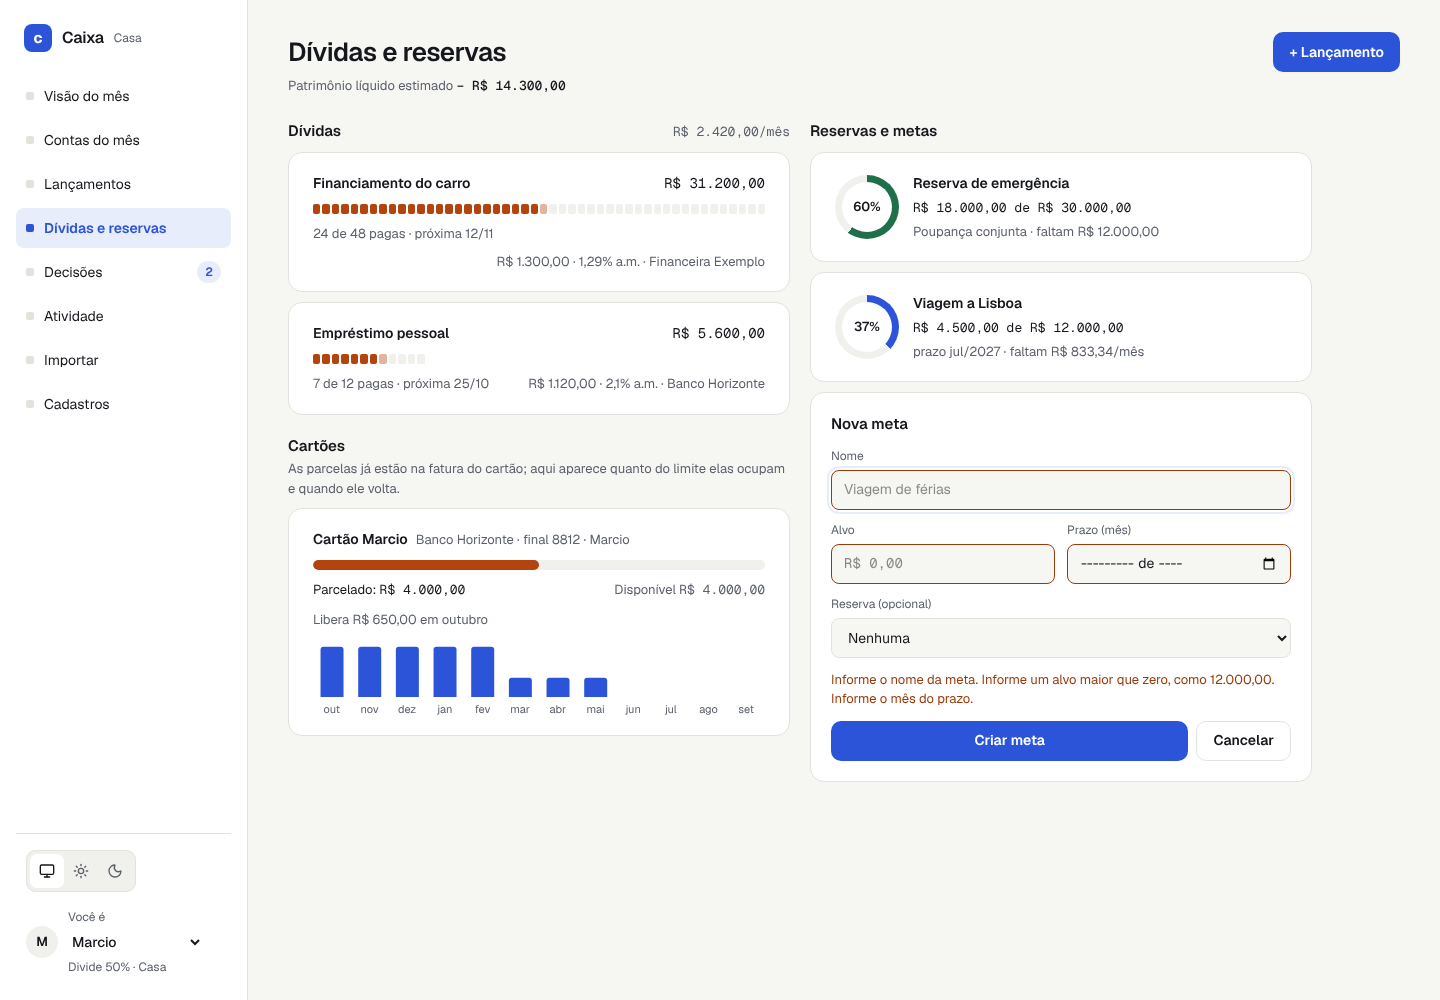 c Caixa Casa
Visão do mês
Contas do mês
Lançamentos
Dívidas e reservas
Decisões 2
Atividade
Importar
Cadastros
Você é
M Marcio
Divide 50% · Casa
Dívidas e reservas
+ Lançamento
Patrimônio líquido estimado – R$ 14.300,00
Dívidas R$ 2.420,00/mês
Financiamento do carro R$ 31.200,00
24 de 48 pagas · próxima 12/11
R$ 1.300,00 · 1,29% a.m. · Financeira Exemplo
Empréstimo pessoal R$ 5.600,00
7 de 12 pagas · próxima 25/10 R$ 1.120,00 · 2,1% a.m. · Banco Horizonte
Cartões
As parcelas já estão na fatura do cartão; aqui aparece quanto do limite elas ocupam
e quando ele volta.
Cartão Marcio Banco Horizonte · final 8812 · Marcio
Parcelado: R$ 4.000,00 Disponível R$ 4.000,00
Libera R$ 650,00 em outubro
out nov dez jan fev mar abr mai jun jul ago set
Reservas e metas
60%
Reserva de emergência
R$ 18.000,00 de R$ 30.000,00
Poupança conjunta · faltam R$ 12.000,00
37%
Viagem a Lisboa
R$ 4.500,00 de R$ 12.000,00
prazo jul/2027 · faltam R$ 833,34/mês
Nova meta
Nome
Viagem de férias
Alvo Prazo (mês)
R$ 0,00 --------- de ----
Reserva (opcional)
Nenhuma
Informe o nome da meta. Informe um alvo maior que zero, como 12.000,00.
Informe o mês do prazo.
Criar meta Cancelar